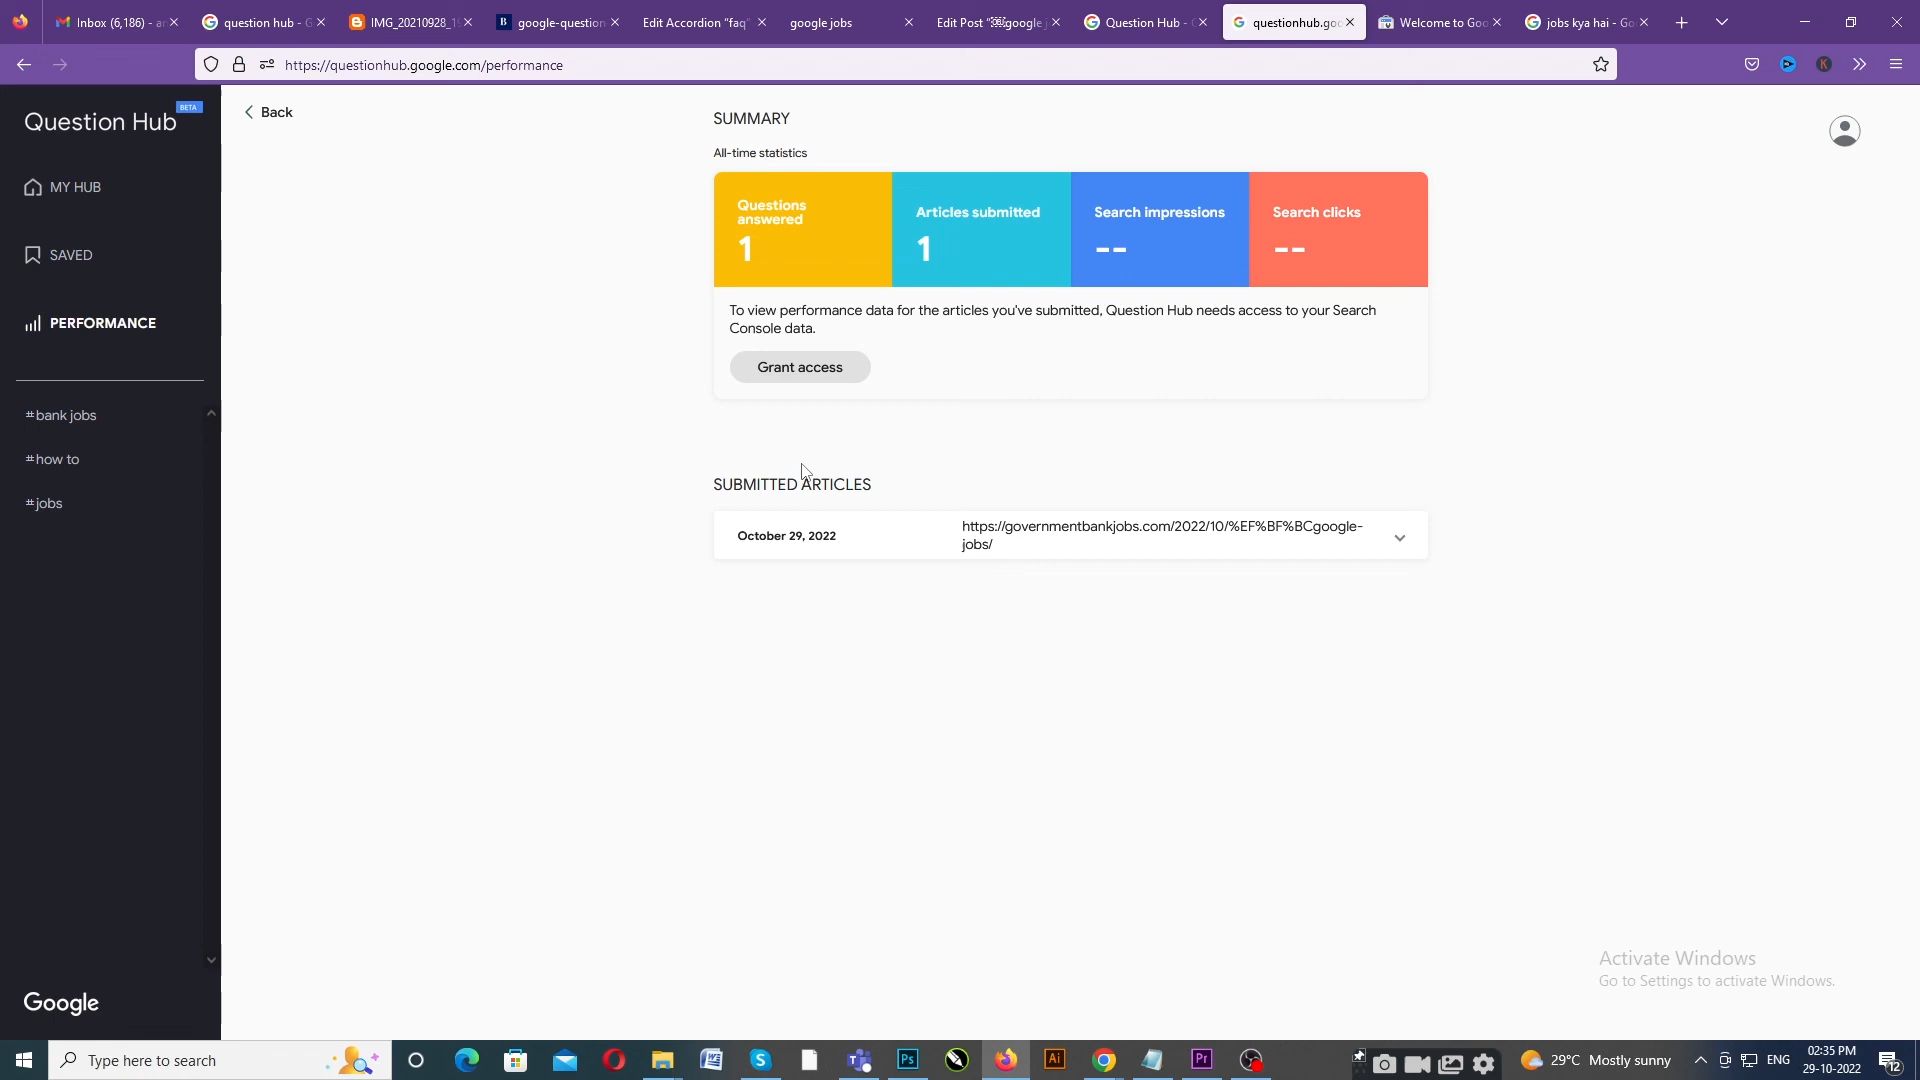 Inbox (6,186) - ar
question hub - G
IMG_20210928_19
google-question
Edit Accordion "faq"
google jobs
Edit Post "￼google j
Question Hub - G
questionhub.goo
Welcome to Goo
jobs kya hai - Go
https://questionhub.google.com/performance
Question Hub
BETA
MY HUB
SAVED
PERFORMANCE
#bank jobs
#how to
#jobs
Google
Back
SUMMARY
All-time statistics
Questions answered
1
Articles submitted
1
Search impressions
--
Search clicks
--
To view performance data for the articles you've submitted, Question Hub needs access to your Search
Console data.
Grant access
SUBMITTED ARTICLES
October 29, 2022
https://governmentbankjobs.com/2022/10/%EF%BF%BCgoogle-
jobs/
Activate Windows
Go to Settings to activate Windows.
Type here to search
29°C Mostly sunny
ENG
02:35 PM
29-10-2022
12